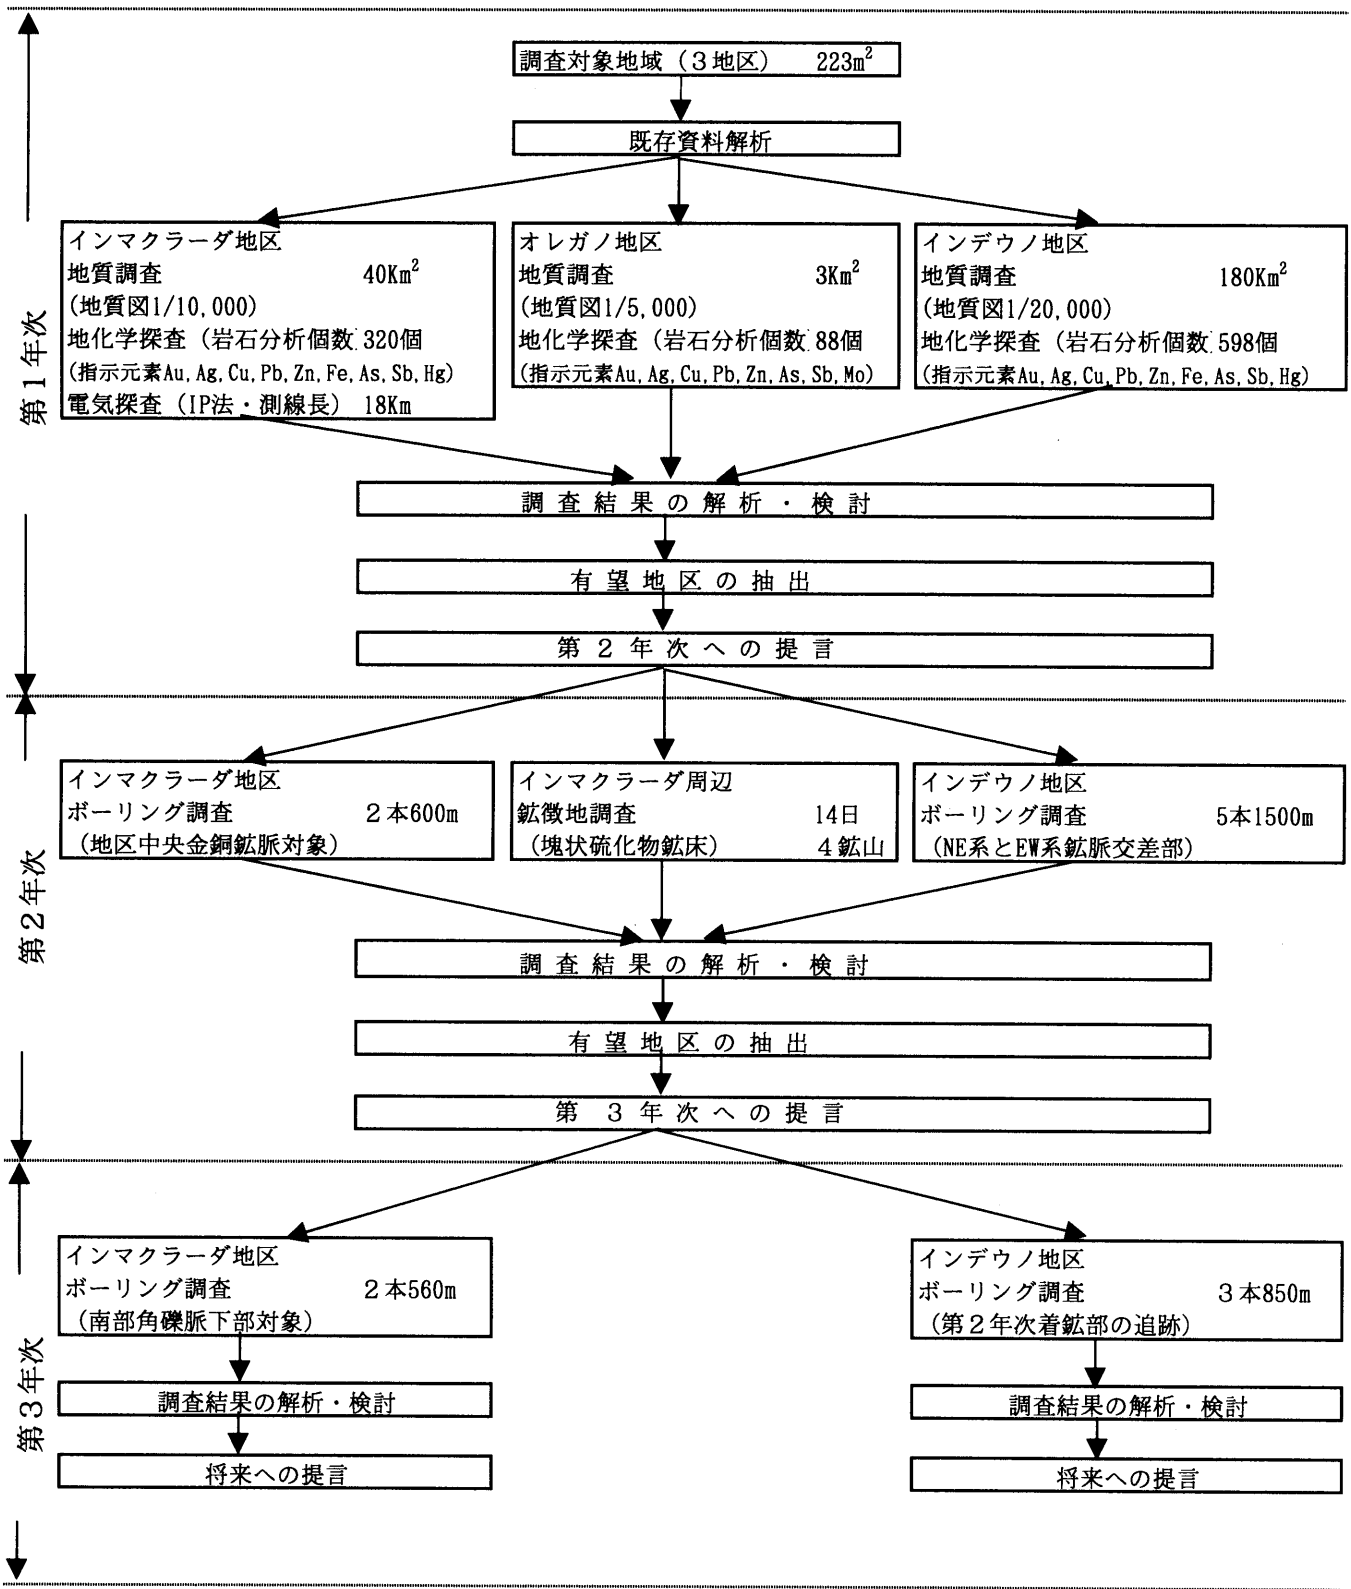 調査対象地域（３地区） 223m²
既存資料解析
第１年次
インマクラーダ地区
地質調査 40Km²
(地質図1/10,000)
地化学探査（岩石分析個数 320個
(指示元素Au,Ag,Cu,Pb,Zn,Fe,As,Sb,Hg)
電気探査（IP法・測線長） 18Km
オレガノ地区
地質調査 3Km²
(地質図1/5,000)
地化学探査（岩石分析個数 88個
(指示元素Au,Ag,Cu,Pb,Zn,As,Sb,Mo)
インデウノ地区
地質調査 180Km²
(地質図1/20,000)
地化学探査（岩石分析個数 598個
(指示元素Au,Ag,Cu,Pb,Zn,Fe,As,Sb,Hg)
調査結果の解析・検討
有望地区の抽出
第２年次への提言
第２年次
インマクラーダ地区
ボーリング調査 ２本600m
（地区中央金銅鉱脈対象）
インマクラーダ周辺
鉱徴地調査 14日
（塊状硫化物鉱床） ４鉱山
インデウノ地区
ボーリング調査 5本1500m
（NE系とEW系鉱脈交差部）
調査結果の解析・検討
有望地区の抽出
第３年次への提言
第３年次
インマクラーダ地区
ボーリング調査 ２本560m
（南部角礫脈下部対象）
調査結果の解析・検討
将来への提言
インデウノ地区
ボーリング調査 ３本850m
（第２年次着鉱部の追跡）
調査結果の解析・検討
将来への提言